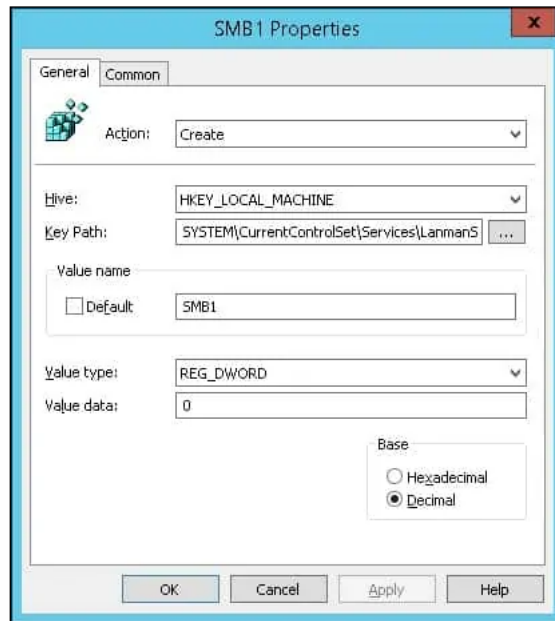 SMB1 Properties
x
General Common
Action: Create
Hive: HKEY_LOCAL_MACHINE
Key Path: SYSTEM\CurrentControlSet\Services\LanmanS ...
Value name
Default SMB1
Value type: REG_DWORD
Value data: 0
Base
Hexadecimal
Decimal
OK Cancel Apply Help